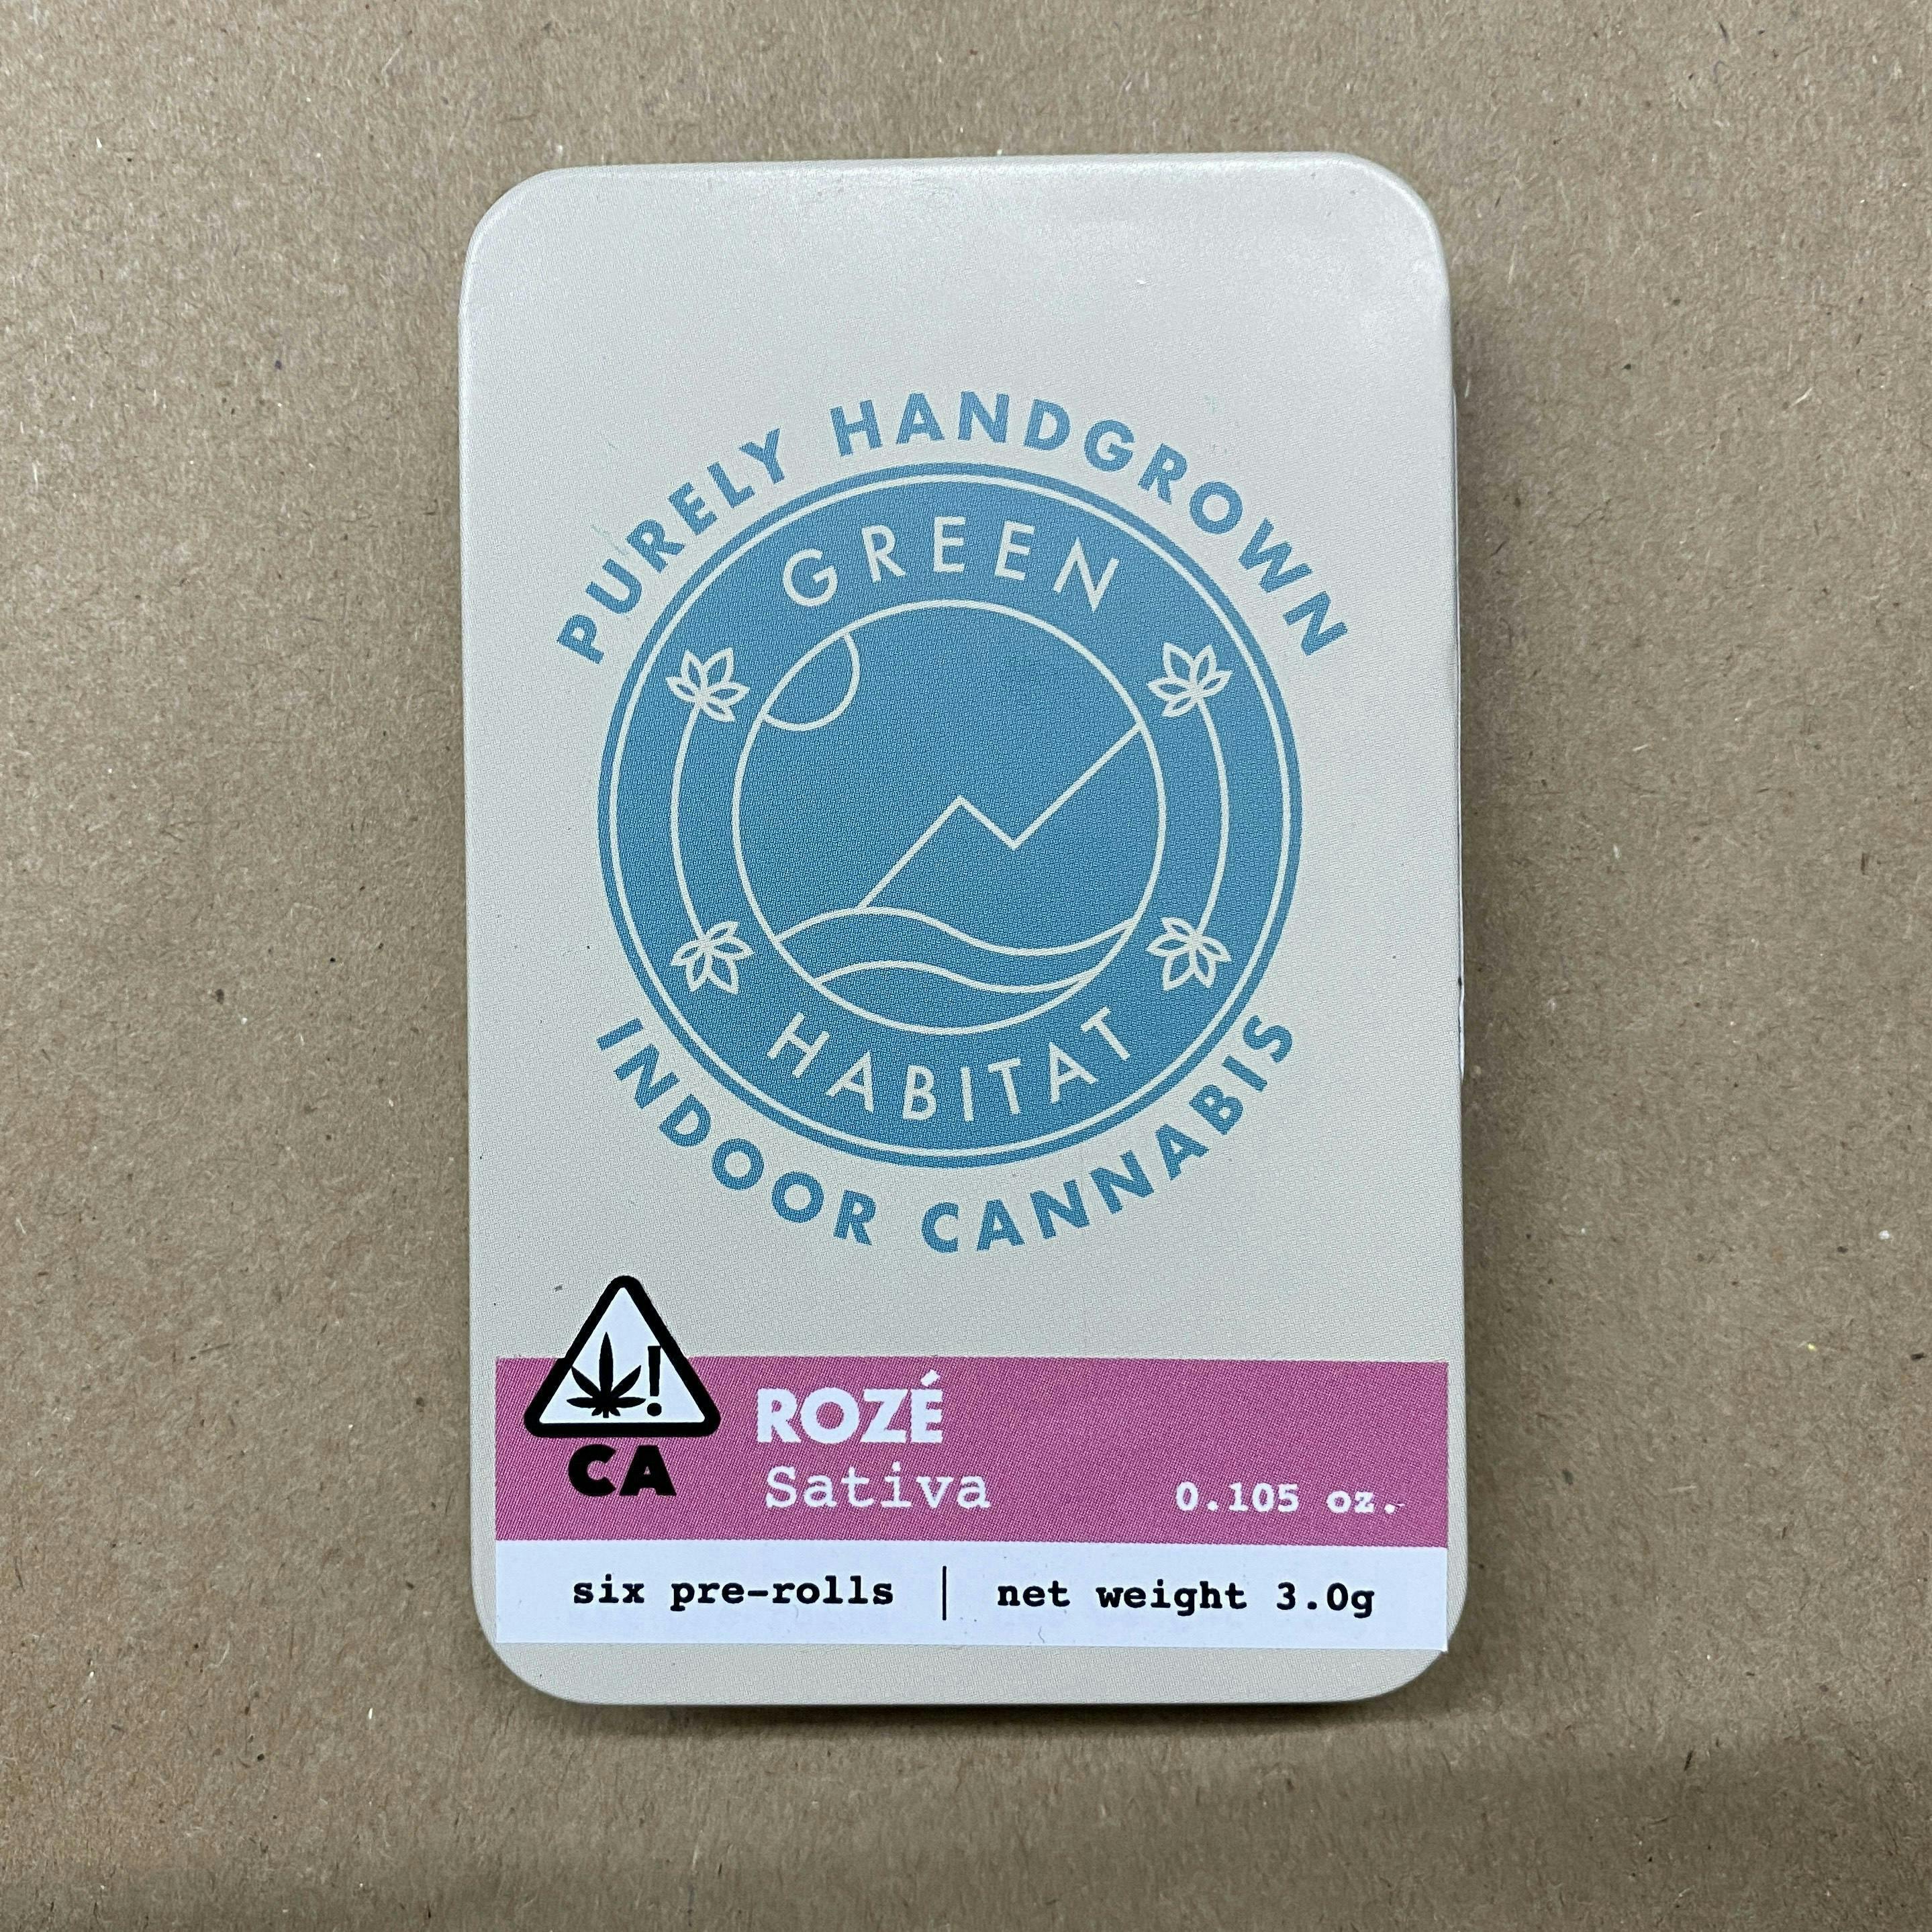 PURELY HANDGROWN
GREEN
HABITAT
INDOOR CANNABIS
!
CA
ROZÉ
Sativa
0.105 oz.
six pre-rolls | net weight 3.0g